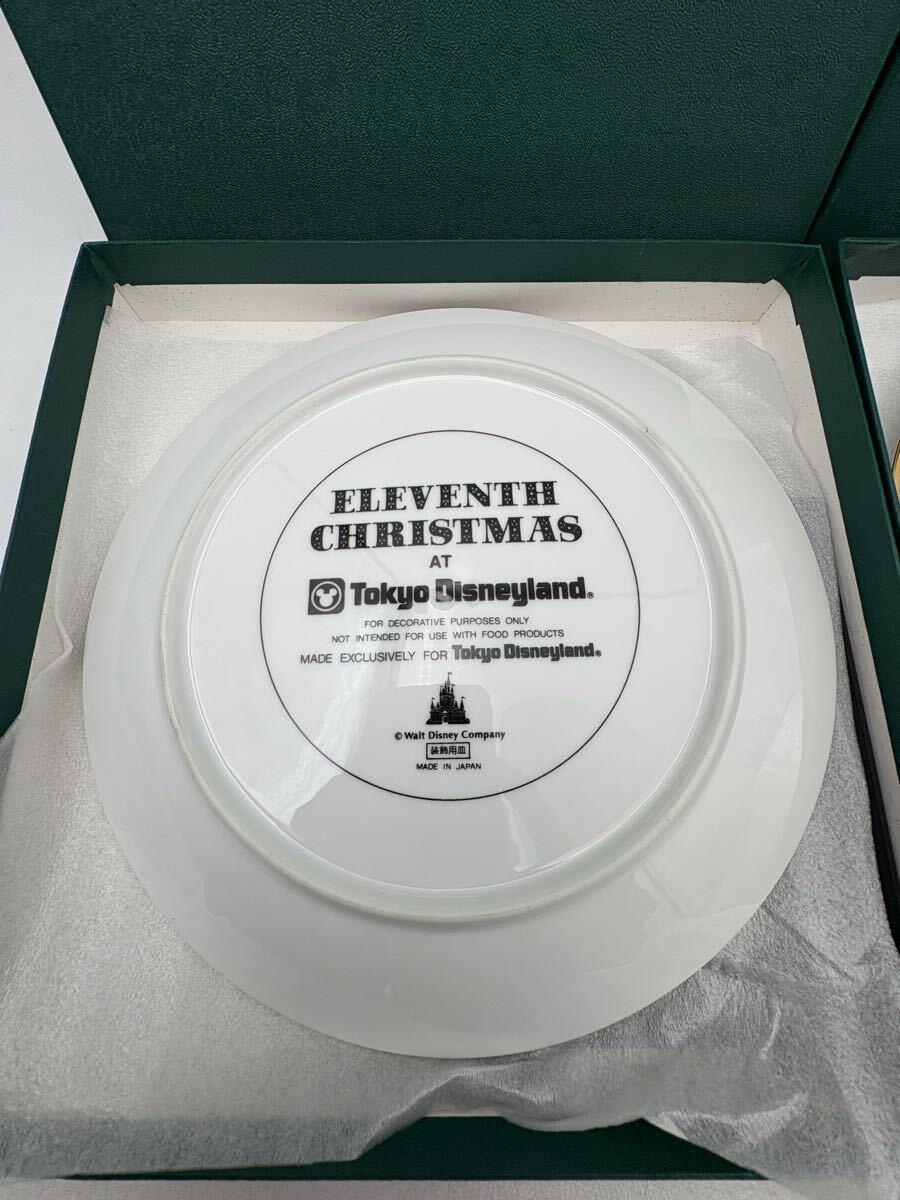 ELEVENTH
CHRISTMAS
AT
Tokyo Disneyland®
FOR DECORATIVE PURPOSES ONLY
NOT INTENDED FOR USE WITH FOOD PRODUCTS
MADE EXCLUSIVELY FOR Tokyo Disneyland®
© Walt Disney Company
装飾用皿
MADE IN JAPAN